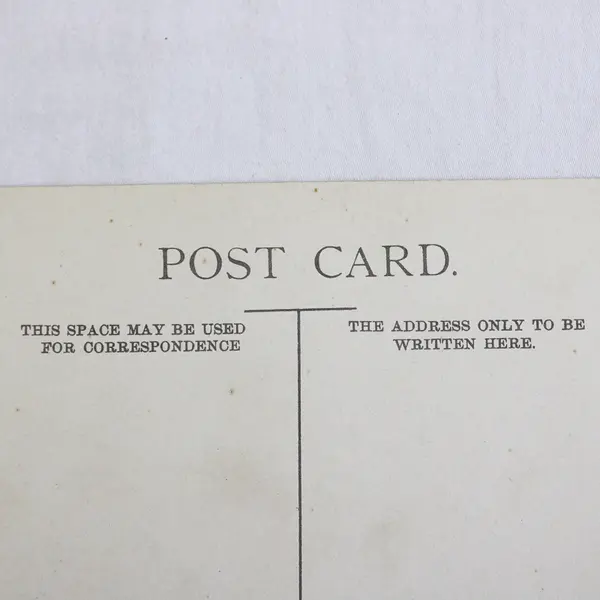 POST CARD.
THIS SPACE MAY BE USED
FOR CORRESPONDENCE
THE ADDRESS ONLY TO BE
WRITTEN HERE.